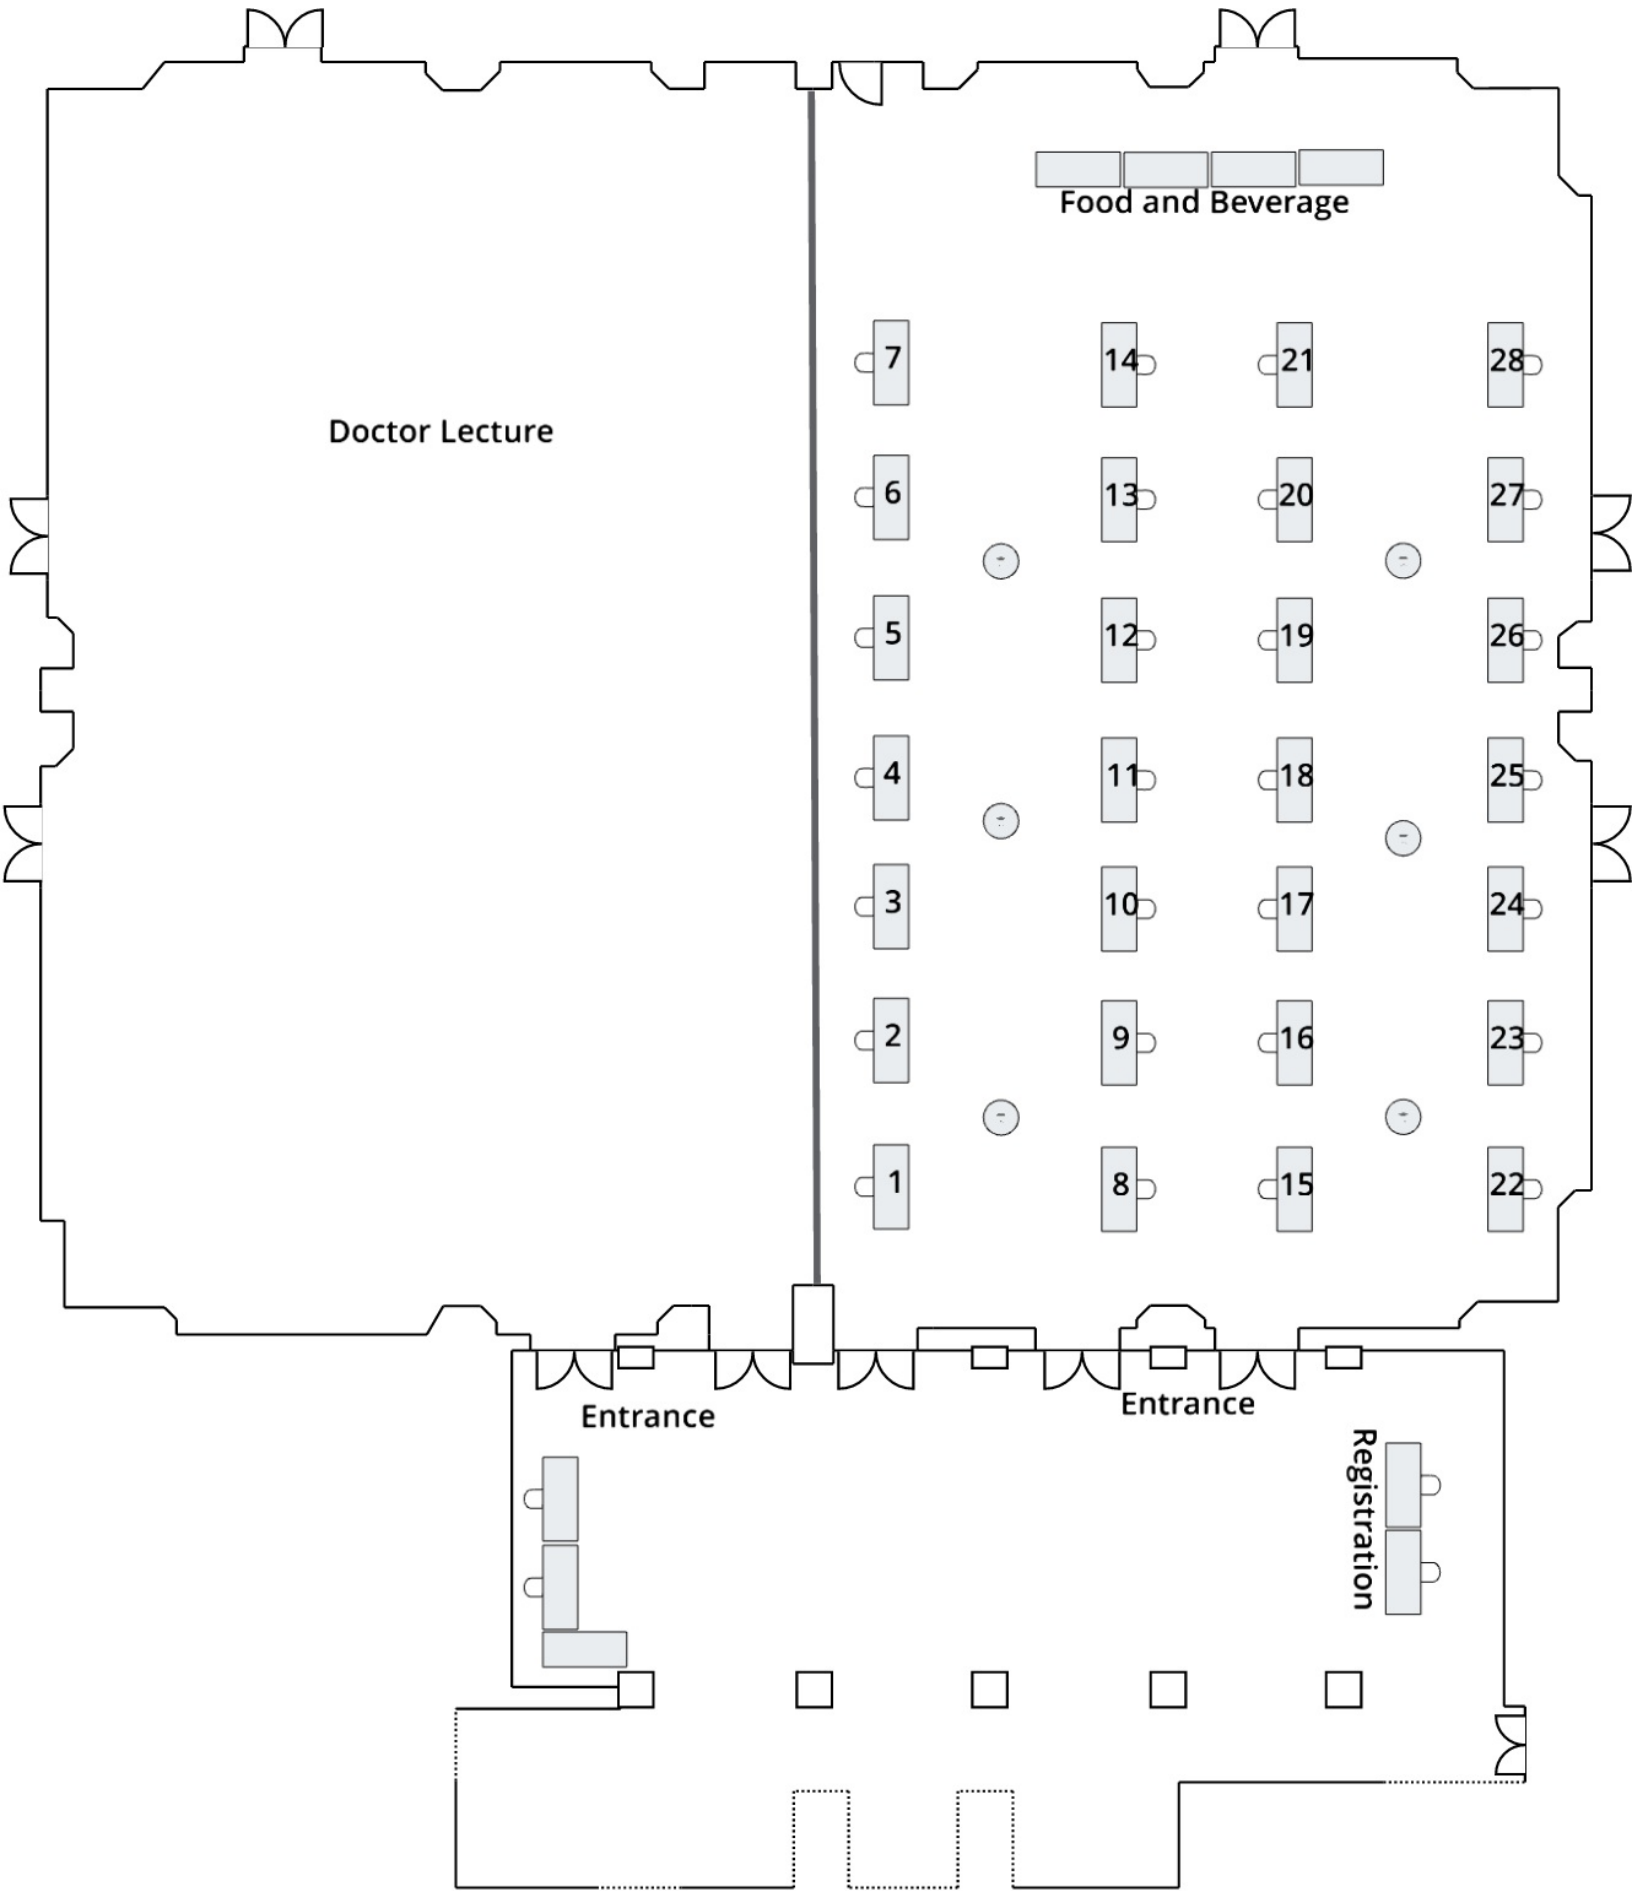 Food and Beverage
7 14 21 28
Doctor Lecture
6 13 20 27
5 12 19 26
4 11 18 25
3 10 17 24
2 9 16 23
1 8 15 22
Entrance
Entrance
Registration